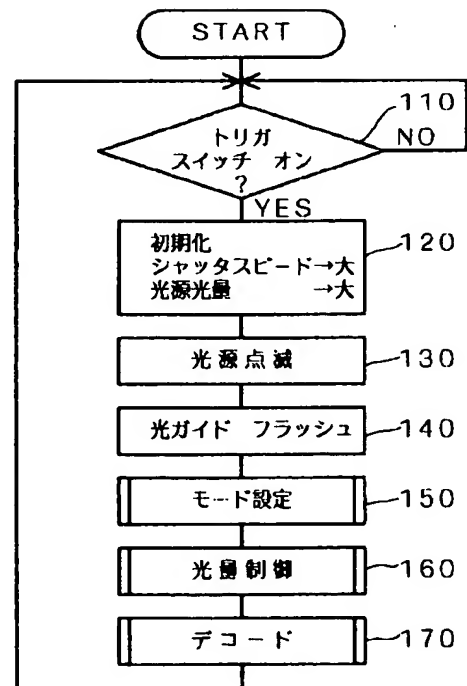 START
110
トリガ
スイッチ オン
?
NO
YES
初期化
シャッタスピード→大
光源光量 →大
120
光源点滅
130
光ガイド フラッシュ
140
モード設定
150
光量制御
160
デコード
170